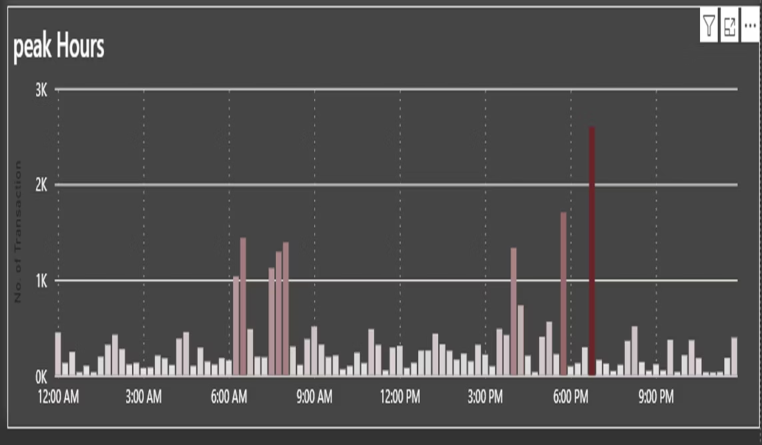 peak Hours
3K
2K
1K
0K
No. of Transaction
12:00 AM 3:00 AM 6:00 AM 9:00 AM 12:00 PM 3:00 PM 6:00 PM 9:00 PM